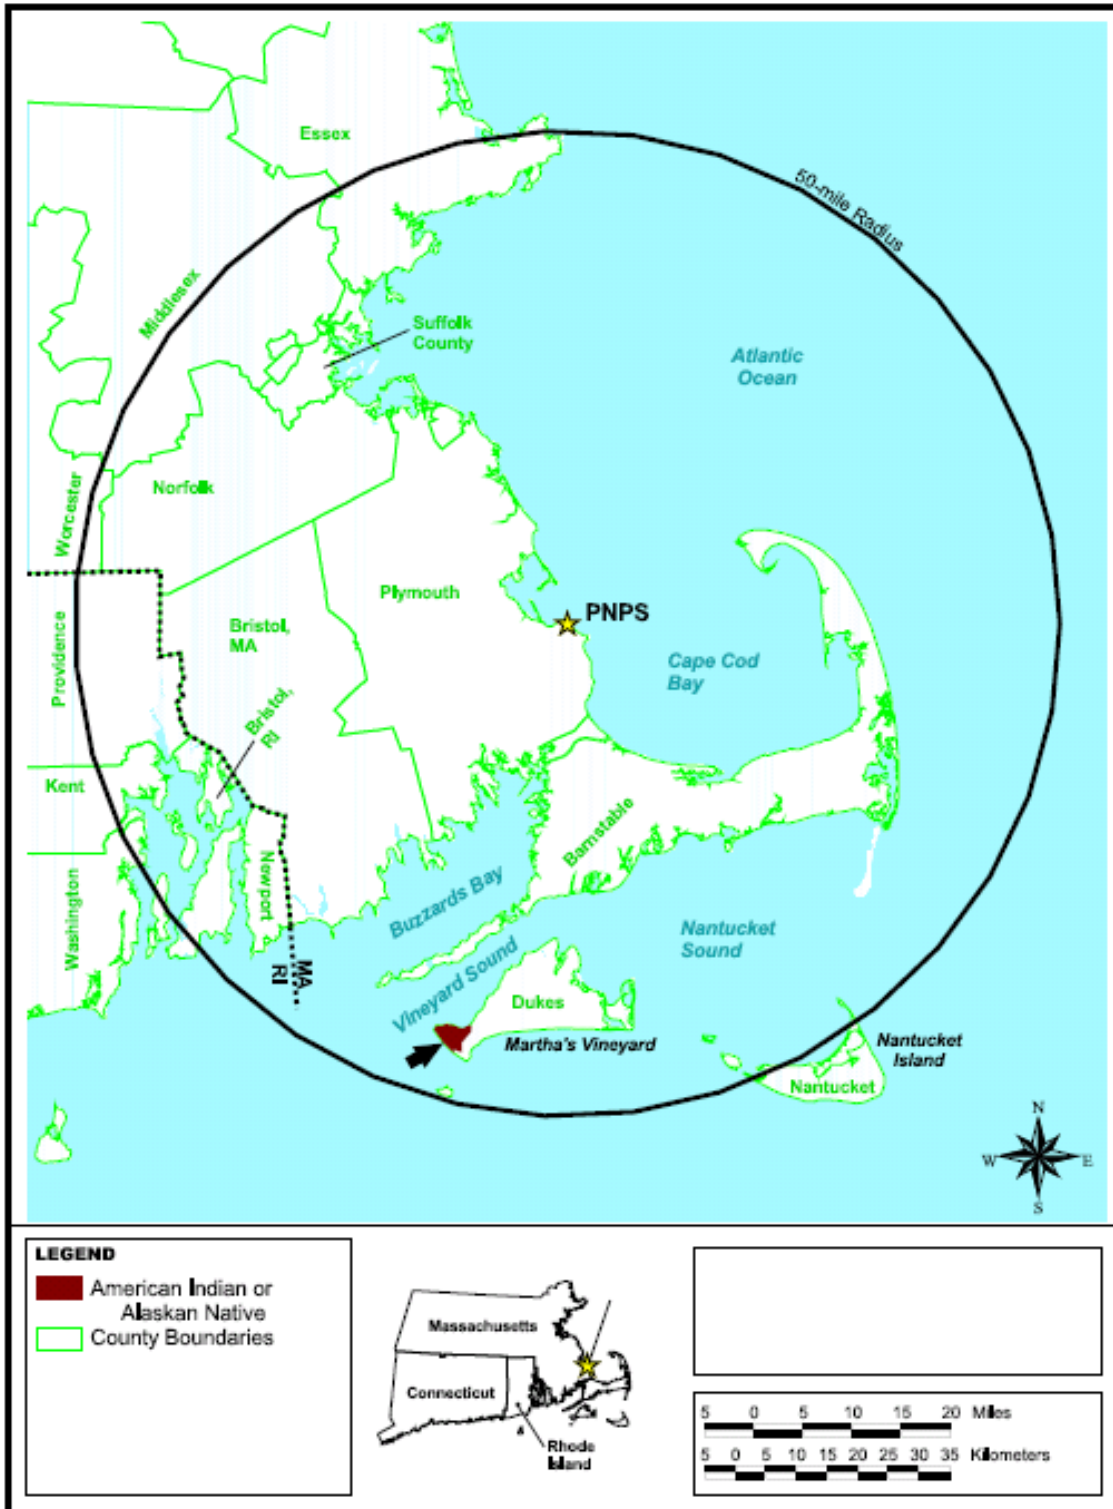 Essex
50-mile Radius
Middlesex
Suffolk
County
Atlantic
Ocean
Worcester
Norfolk
Plymouth
PNPS
Providence
Bristol,
MA
Cape Cod
Bay
Bristol,
RI
Kent
Barnstable
Newport
Washington
Buzzards Bay
Nantucket
Sound
MA
RI
Vineyard Sound
Dukes
Martha's Vineyard
Nantucket
Island
Nantucket
N
W
E
S
LEGEND
American Indian or
Alaskan Native
County Boundaries
Massachusetts
Connecticut
Rhode
Island
5 0 5 10 15 20 Miles
5 0 5 10 15 20 25 30 35 Kilometers